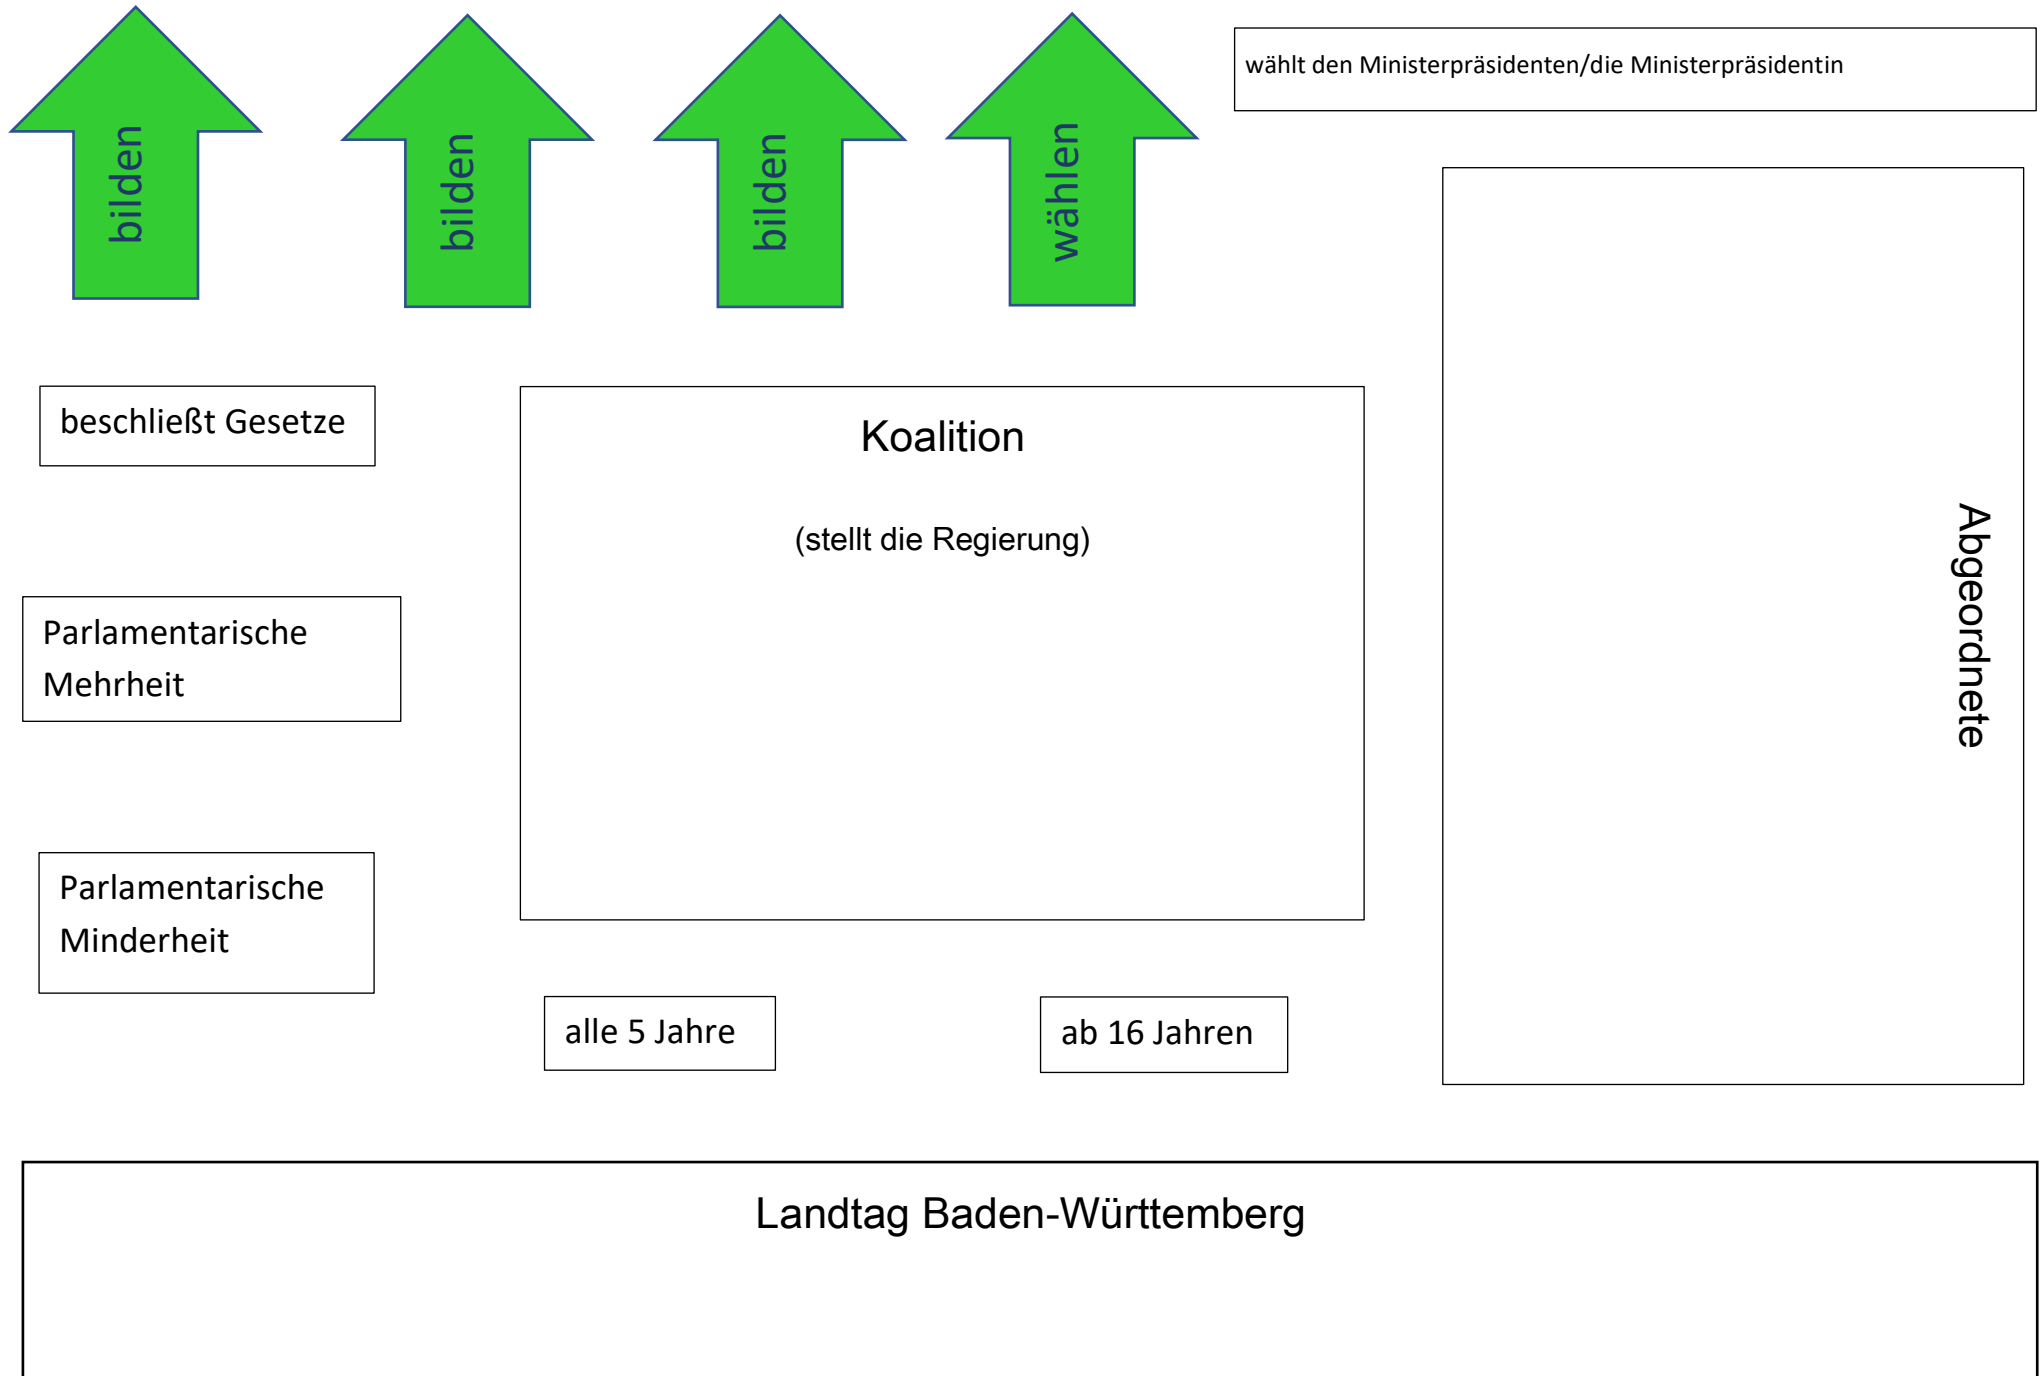 bilden
bilden
bilden
wählen
wählt den Ministerpräsidenten/die Ministerpräsidentin
beschließt Gesetze
Koalition
(stellt die Regierung)
Abgeordnete
Parlamentarische
Mehrheit
Parlamentarische
Minderheit
alle 5 Jahre
ab 16 Jahren
Landtag Baden-Württemberg